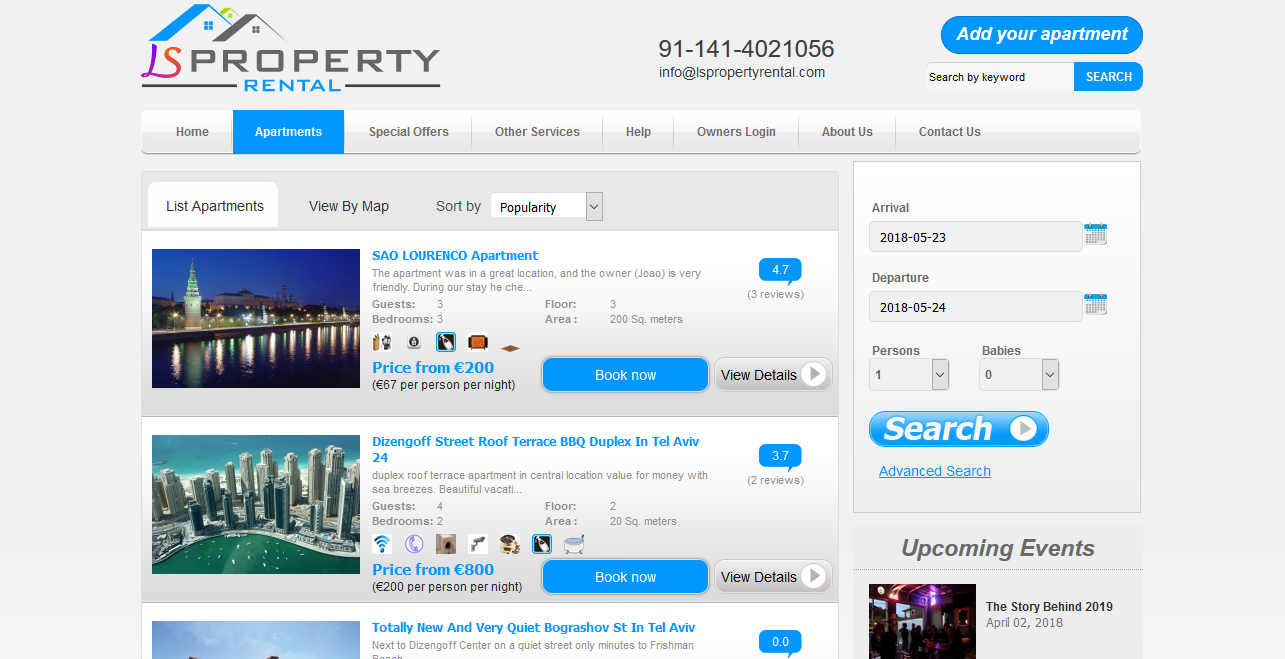 LS PROPERTY
RENTAL
91-141-4021056
info@lspropertyrental.com
Add your apartment
Search by keyword
SEARCH
Home
Apartments
Special Offers
Other Services
Help
Owners Login
About Us
Contact Us
List Apartments
View By Map
Sort by
Popularity
SAO LOURENCO Apartment
The apartment was in a great location, and the owner (Joao) is very
friendly. During our stay he che...
Guests: 3 Floor: 3
Bedrooms: 3 Area : 200 Sq. meters
4.7
(3 reviews)
Price from €200
(€67 per person per night)
Book now
View Details
Dizengoff Street Roof Terrace BBQ Duplex In Tel Aviv
24
duplex roof terrace apartment in central location value for money with
sea breezes. Beautiful vacati...
Guests: 4 Floor: 2
Bedrooms: 2 Area : 20 Sq. meters
3.7
(2 reviews)
Price from €800
(€200 per person per night)
Book now
View Details
Totally New And Very Quiet Bograshov St In Tel Aviv
Next to Dizengoff Center on a quiet street only minutes to Frishman
Beach
0.0
Arrival
2018-05-23
Departure
2018-05-24
Persons
Babies
1
0
Search
Advanced Search
Upcoming Events
The Story Behind 2019
April 02, 2018